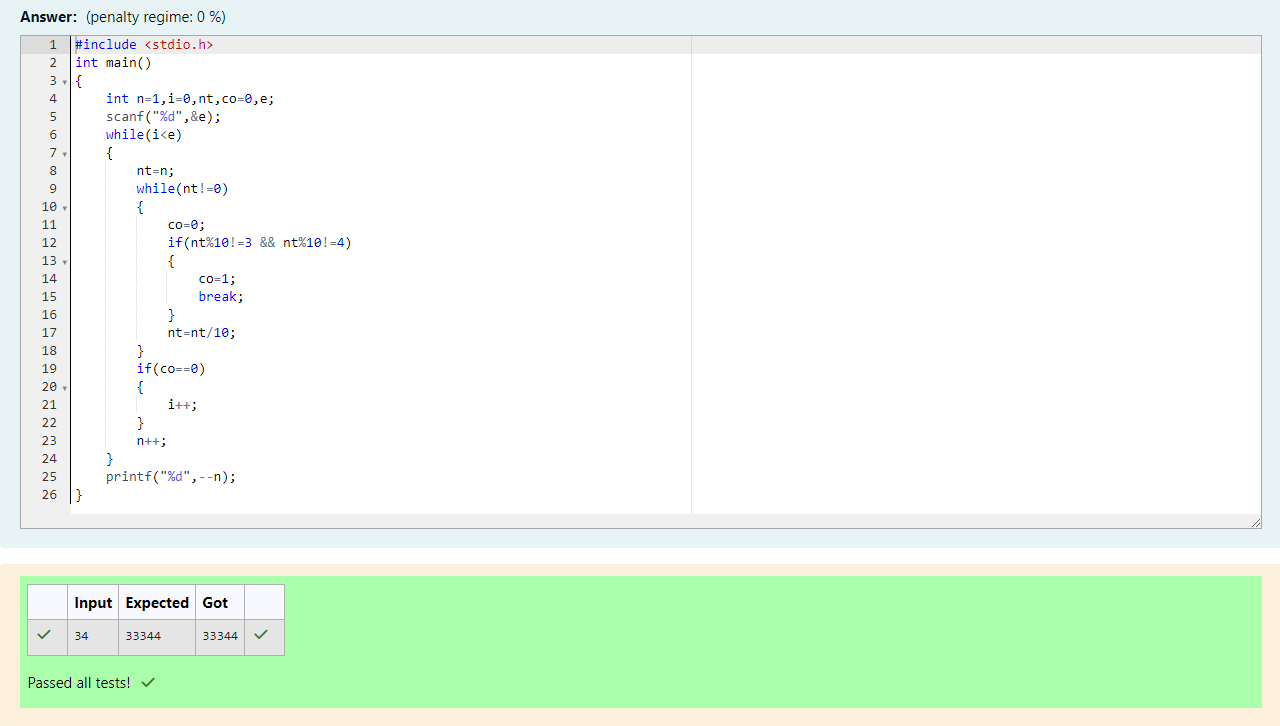 Answer: (penalty regime: 0 %)
1 #include <stdio.h>
2 int main()
3 {
4     int n=1,i=0,nt,co=0,e;
5     scanf("%d",&e);
6     while(i<e)
7     {
8         nt=n;
9         while(nt!=0)
10         {
11             co=0;
12             if(nt%10!=3 && nt%10!=4)
13             {
14                 co=1;
15                 break;
16             }
17             nt=nt/10;
18         }
19         if(co==0)
20         {
21             i++;
22         }
23         n++;
24     }
25     printf("%d",--n);
26 }
Input Expected Got
34 33344 33344
Passed all tests!